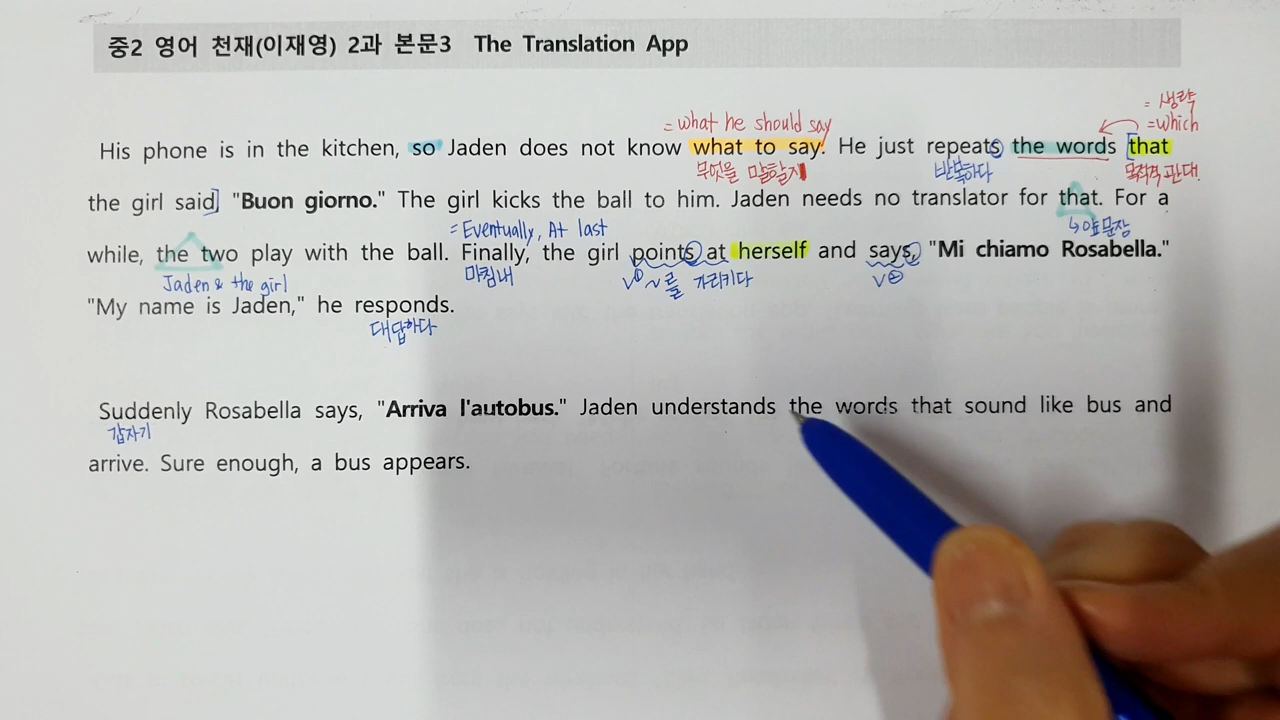 중2 영어 천재(이재영) 2과 본문3 The Translation App
= 생략
= what he should say =which
His phone is in the kitchen, so Jaden does not know what to say. He just repeats the words [that
무엇을 말할지 반복하다 목적격 관대.
the girl said] "Buon giorno." The girl kicks the ball to him. Jaden needs no translator for that. For a
= Eventually, At last ↳앞문장
while, the two play with the ball. Finally, the girl points at herself and says, "Mi chiamo Rosabella."
Jaden & the girl 마침내 V① ~를 가리키다 V②
"My name is Jaden," he responds.
대답하다
Suddenly Rosabella says, "Arriva l'autobus." Jaden understands the words that sound like bus and
갑자기
arrive. Sure enough, a bus appears.